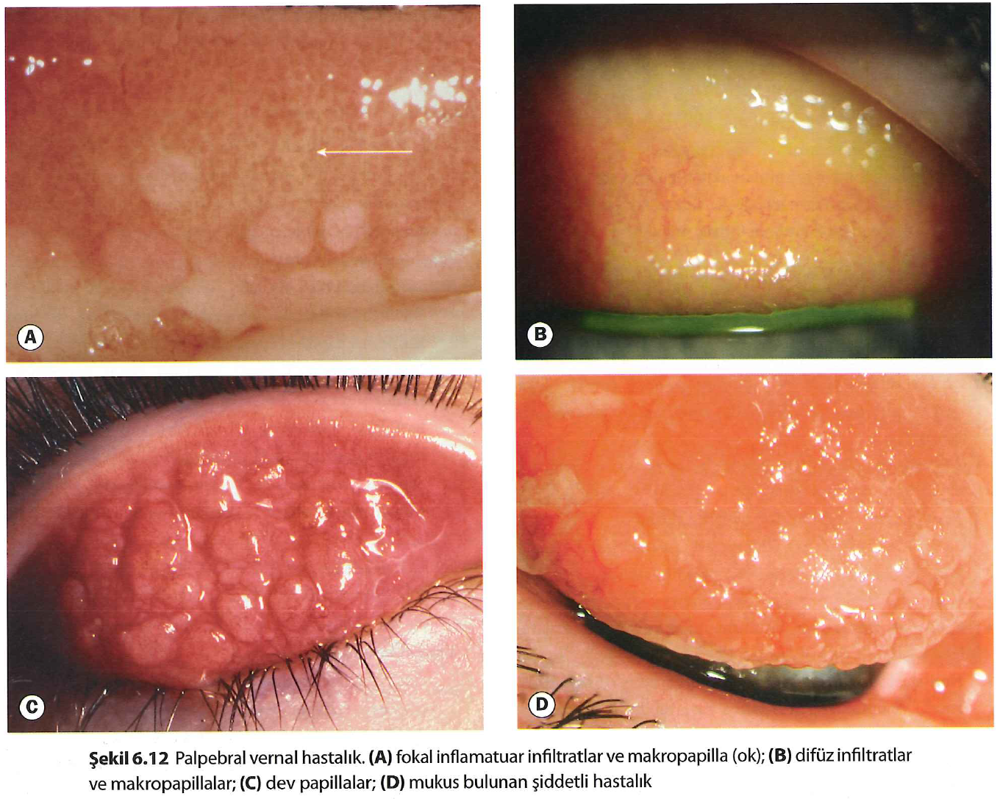 A
B
C
D
Şekil 6.12 Palpebral vernal hastalık. (A) fokal inflamatuar infiltratlar ve makropapilla (ok); (B) difüz infiltratlar
ve makropapillalar; (C) dev papillalar; (D) mukus bulunan şiddetli hastalık